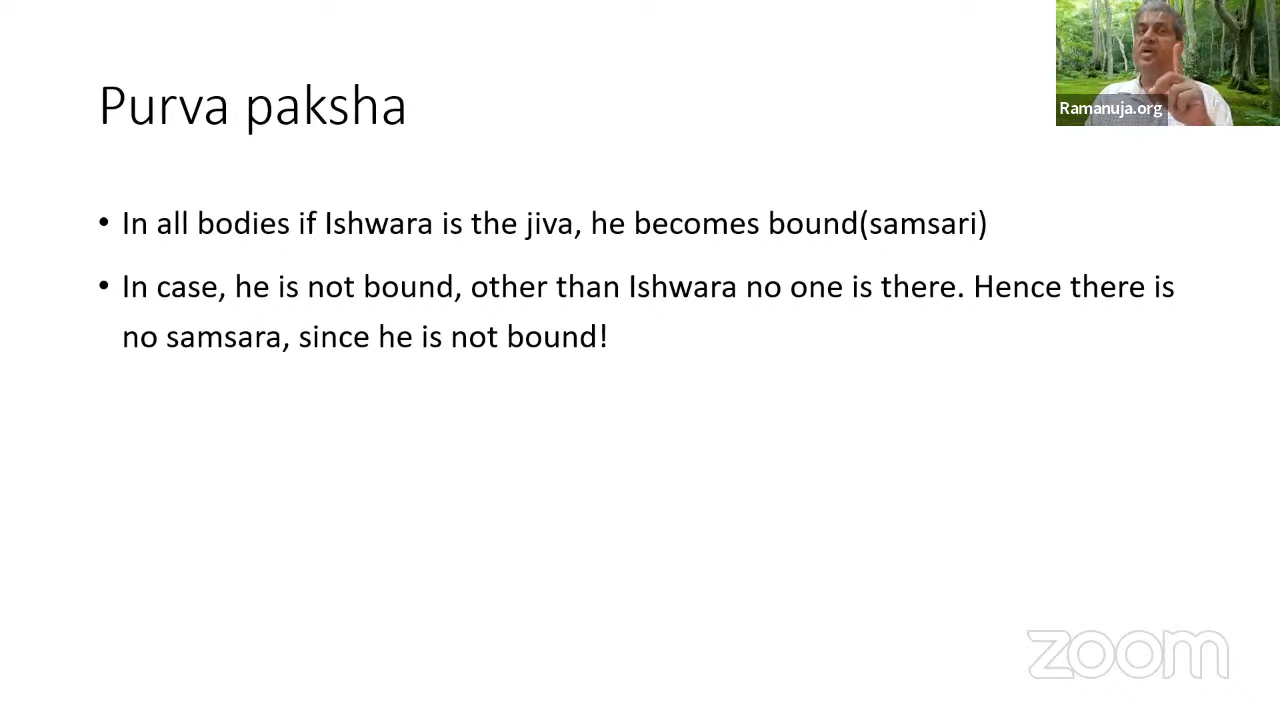 Purva paksha
Ramanuja.org
• In all bodies if Ishwara is the jiva, he becomes bound(samsari)
• In case, he is not bound, other than Ishwara no one is there. Hence there is
no samsara, since he is not bound!
zoom